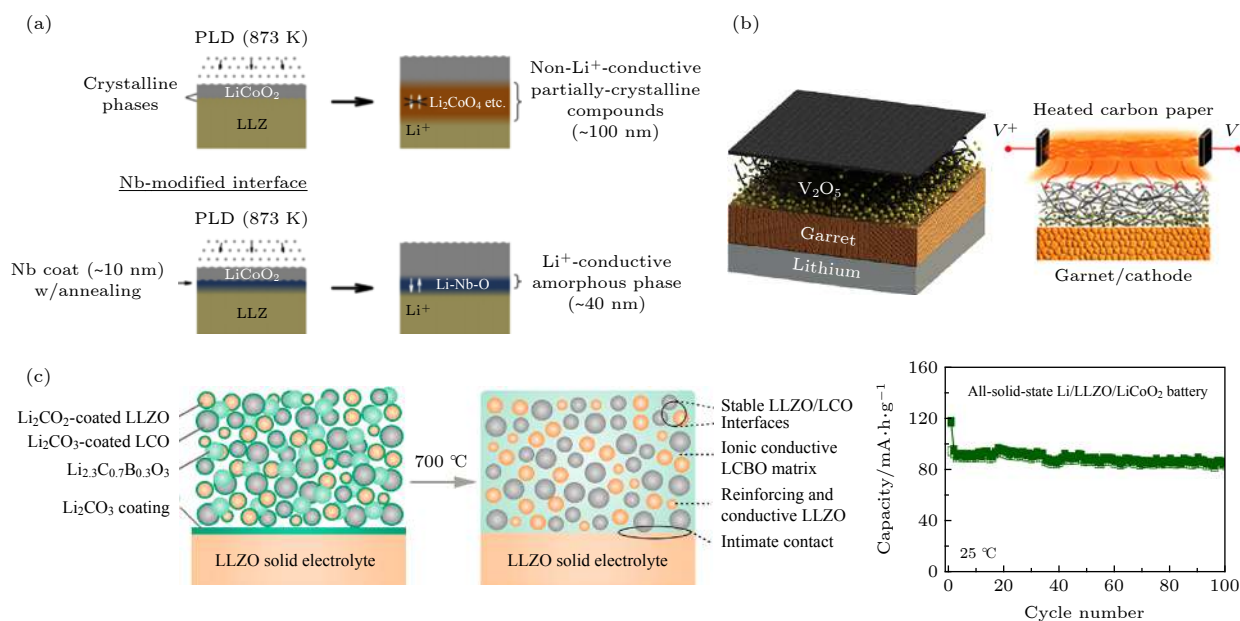 (a)
PLD (873 K)
Crystalline
phases
LiCoO₂
LLZ
Li₂CoO₄ etc.
Li⁺
Non-Li⁺-conductive
partially-crystalline
compounds
(~100 nm)
Nb-modified interface
PLD (873 K)
Nb coat (~10 nm)
w/annealing
LiCoO₂
LLZ
Li-Nb-O
Li⁺
Li⁺-conductive
amorphous phase
(~40 nm)
(b)
V₂O₅
Garret
Lithium
Heated carbon paper
V⁺
V
Garnet/cathode
(c)
Li₂CO₂-coated LLZO
Li₂CO₃-coated LCO
Li₂.₃C₀.₇B₀.₃O₃
Li₂CO₃ coating
LLZO solid electrolyte
700 ℃
Stable LLZO/LCO
Interfaces
Ionic conductive
LCBO matrix
Reinforcing and
conductive LLZO
Intimate contact
LLZO solid electrolyte
160
120
80
40
0
Capacity/mA·h·g⁻¹
All-solid-state Li/LLZO/LiCoO₂ battery
25 ℃
0 20 40 60 80 100
Cycle number